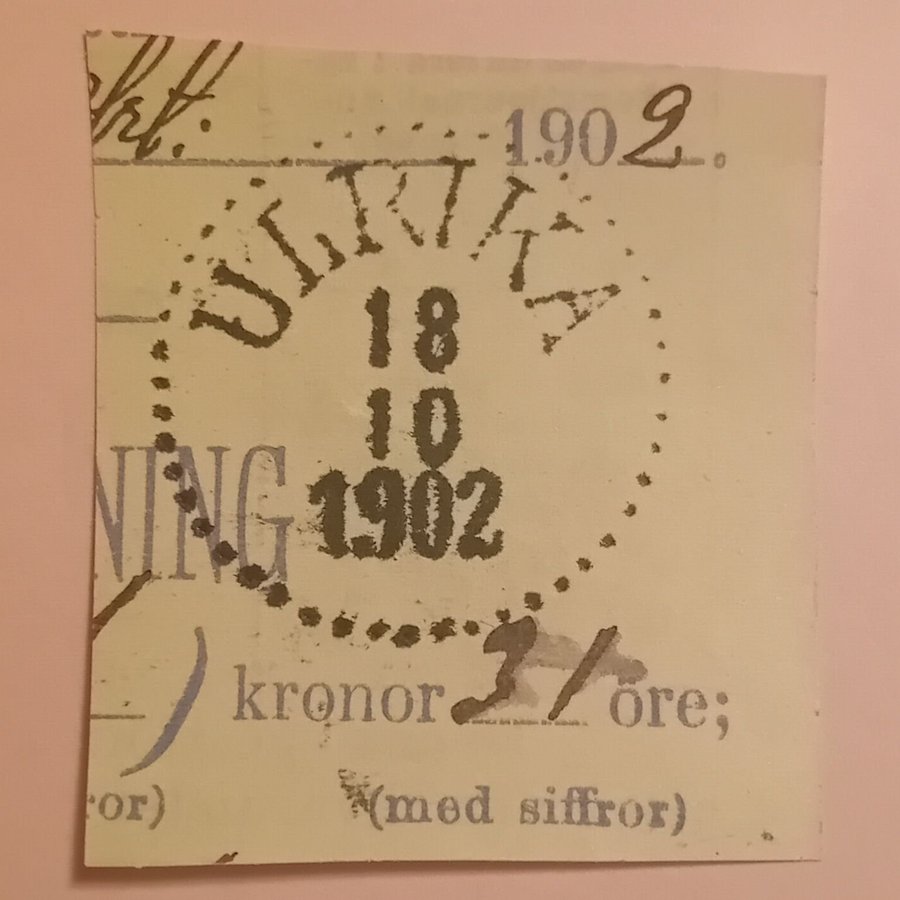 1902.
ULRIKA
18
10
1902
NING
kronor 31 öre;
ror) (med siffror)